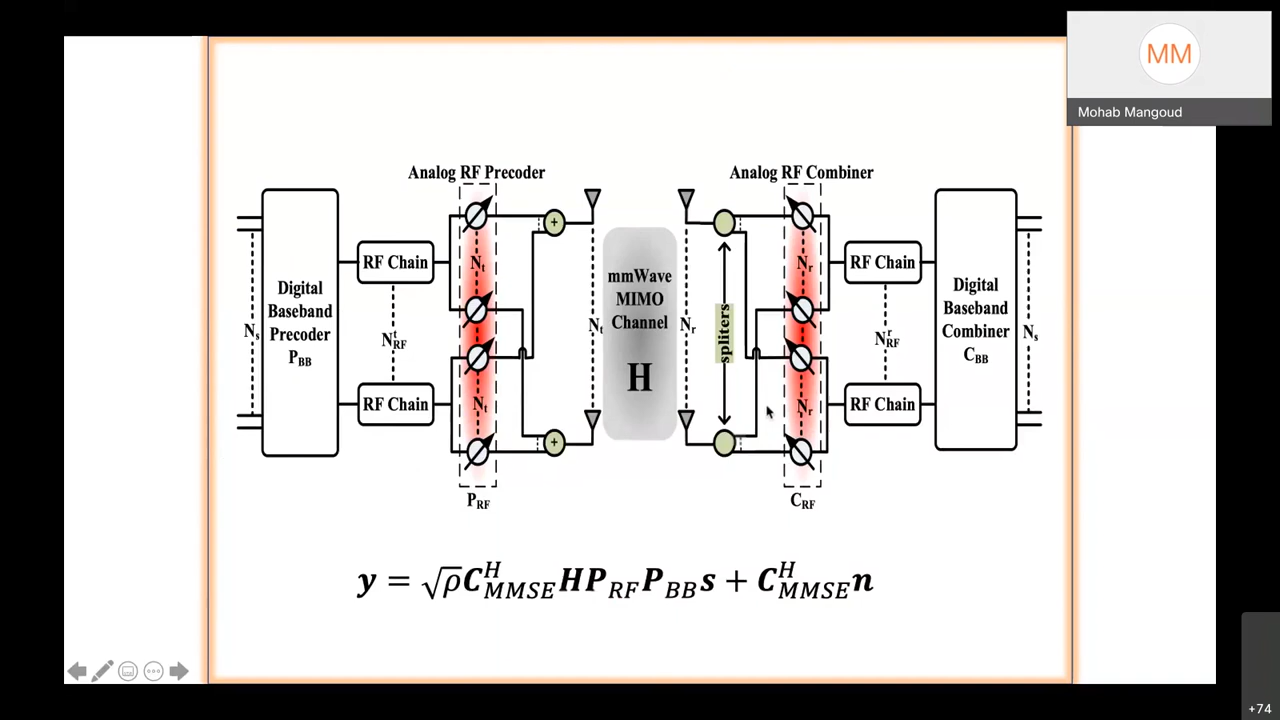 MM
Mohab Mangoud
Analog RF Precoder
Analog RF Combiner
Digital
Baseband
Precoder
P_BB
N_s
RF Chain
N_RF^t
RF Chain
N_t
N_t
P_RF
+
+
N_t
mmWave
MIMO
Channel
H
N_r
spliters
N_r
N_r
C_RF
RF Chain
N_RF^r
RF Chain
Digital
Baseband
Combiner
C_BB
N_s
y = √ρC_MMSE^H HP_RF P_BB s + C_MMSE^H n
+74